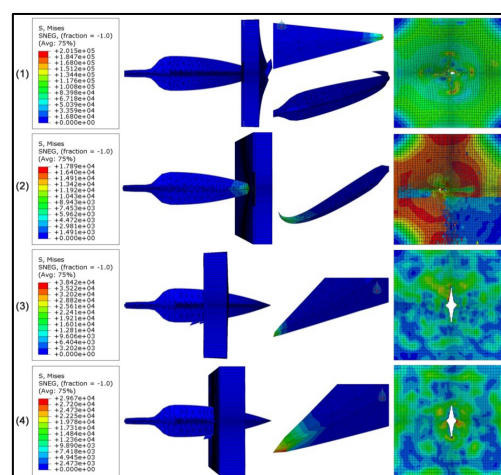 (1)
S, Mises
SNEG, (fraction = -1.0)
(Avg: 75%)
+2.015e+05
+1.847e+05
+1.680e+05
+1.512e+05
+1.344e+05
+1.176e+05
+1.008e+05
+8.398e+04
+6.718e+04
+5.039e+04
+3.359e+04
+1.680e+04
+0.000e+00
(2)
S, Mises
SNEG, (fraction = -1.0)
(Avg: 75%)
+1.789e+04
+1.640e+04
+1.491e+04
+1.342e+04
+1.192e+04
+1.043e+04
+8.943e+03
+7.453e+03
+5.962e+03
+4.472e+03
+2.981e+03
+1.491e+03
+0.000e+00
(3)
S, Mises
SNEG, (fraction = -1.0)
(Avg: 75%)
+3.842e+04
+3.522e+04
+3.202e+04
+2.882e+04
+2.561e+04
+2.241e+04
+1.921e+04
+1.601e+04
+1.281e+04
+9.606e+03
+6.404e+03
+3.202e+03
+0.000e+00
(4)
S, Mises
SNEG, (fraction = -1.0)
(Avg: 75%)
+2.967e+04
+2.720e+04
+2.473e+04
+2.225e+04
+1.978e+04
+1.731e+04
+1.484e+04
+1.236e+04
+9.890e+03
+7.418e+03
+4.945e+03
+2.473e+03
+0.000e+00